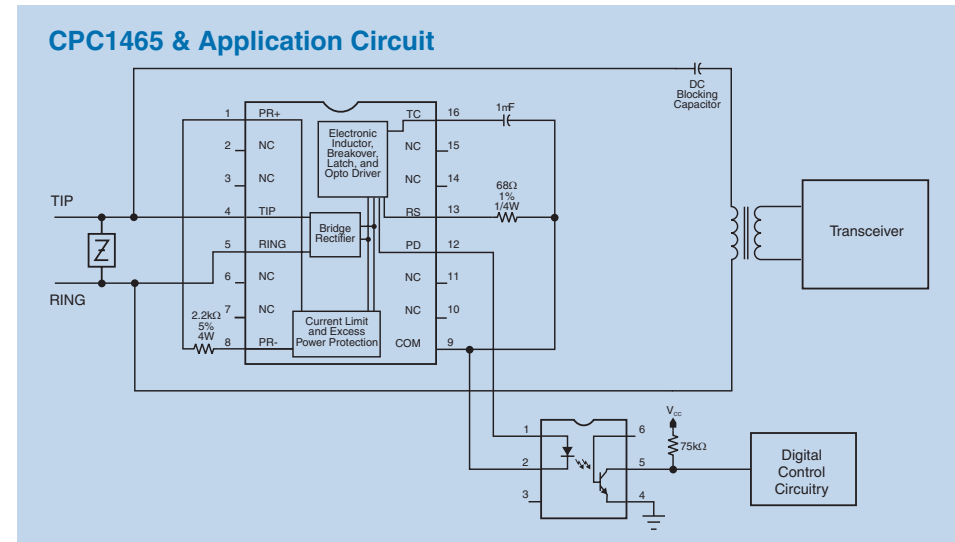 CPC1465 & Application Circuit
DC
Blocking
Capacitor
1 PR+
TC 16
1mF
Electronic
Inductor,
Breakover,
Latch, and
Opto Driver
2 NC
NC 15
3 NC
NC 14
68Ω
1%
1/4W
TIP
4 TIP
RS 13
Bridge
Rectifier
Transceiver
Z
5 RING
PD 12
RING
6 NC
NC 11
7 NC
NC 10
2.2kΩ
5%
4W
Current Limit
and Excess
Power Protection
8 PR-
COM 9
Vcc
75kΩ
1
6
2
5
3
4
Digital
Control
Circuitry